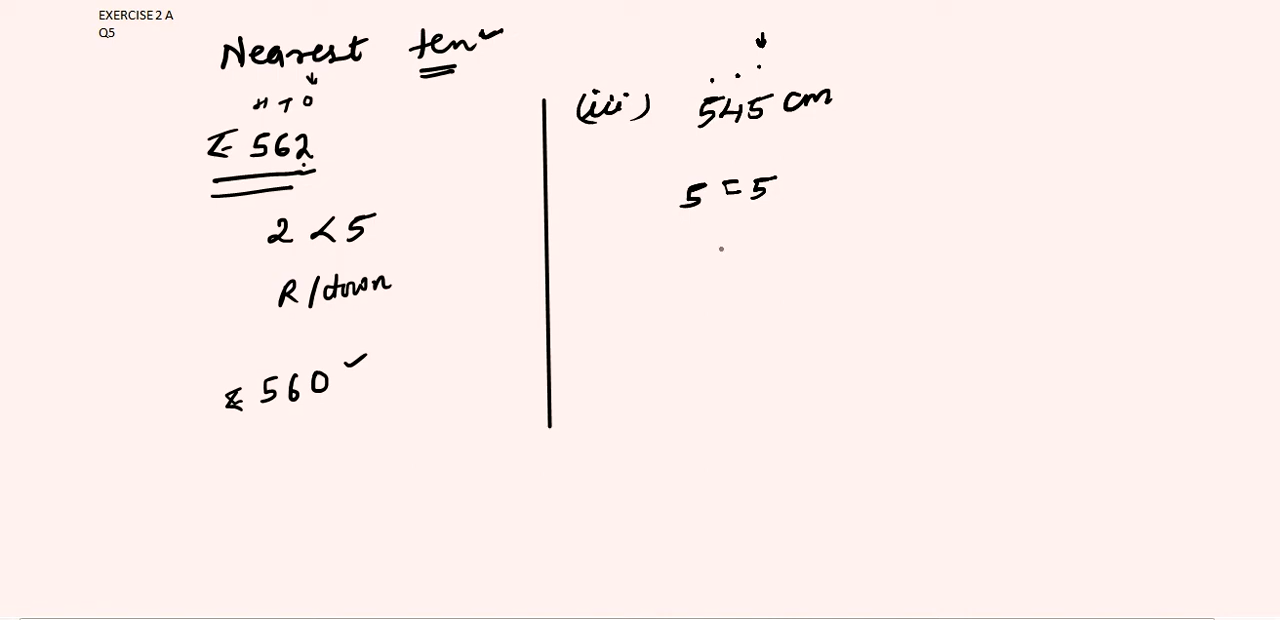 EXERCISE 2 A
Q5
Nearest ten
H T O
₹ 562
2 < 5
R/down
₹ 560
(iii) 545 cm
5 = 5